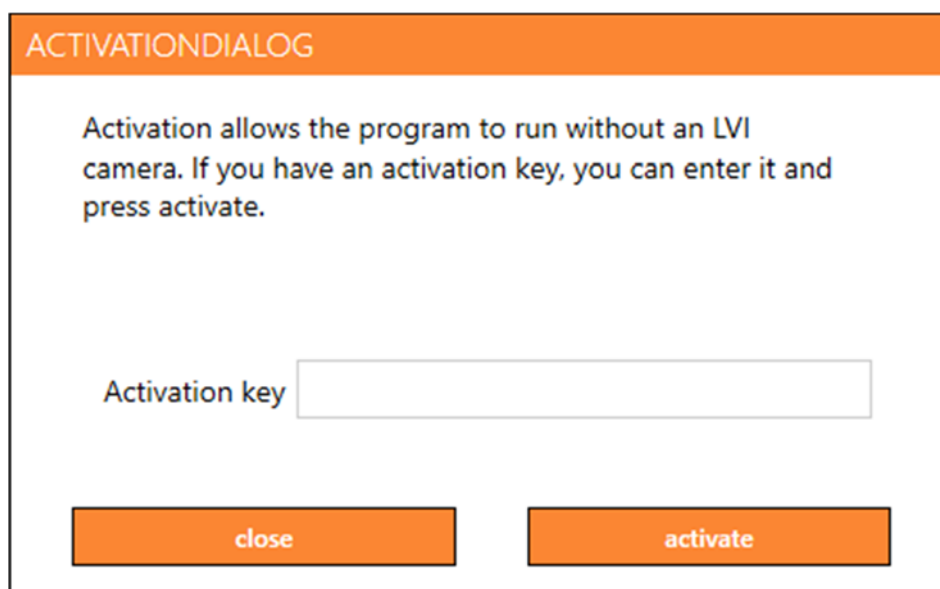 ACTIVATIONDIALOG
Activation allows the program to run without an LVI
camera. If you have an activation key, you can enter it and
press activate.
Activation key
close
activate